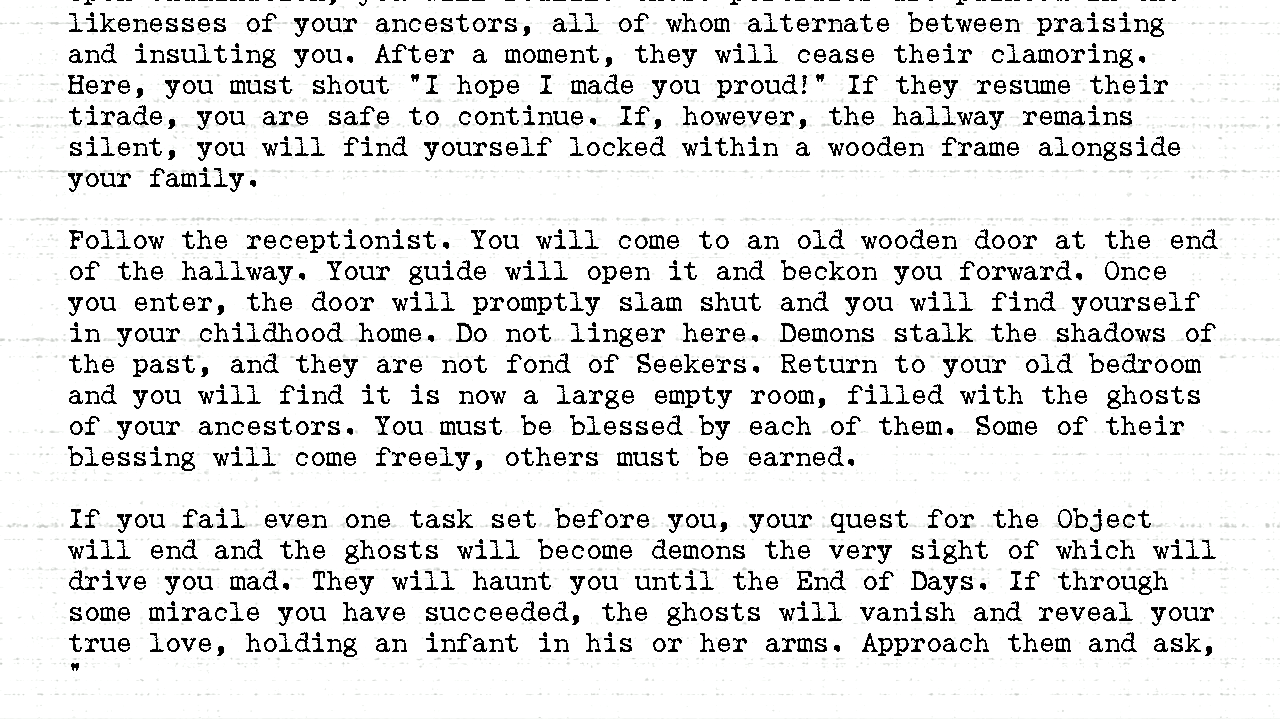 likenesses of your ancestors, all of whom alternate between praising
and insulting you. After a moment, they will cease their clamoring.
Here, you must shout "I hope I made you proud!" If they resume their
tirade, you are safe to continue. If, however, the hallway remains
silent, you will find yourself locked within a wooden frame alongside
your family.
Follow the receptionist. You will come to an old wooden door at the end
of the hallway. Your guide will open it and beckon you forward. Once
you enter, the door will promptly slam shut and you will find yourself
in your childhood home. Do not linger here. Demons stalk the shadows of
the past, and they are not fond of Seekers. Return to your old bedroom
and you will find it is now a large empty room, filled with the ghosts
of your ancestors. You must be blessed by each of them. Some of their
blessing will come freely, others must be earned.
If you fail even one task set before you, your quest for the Object
will end and the ghosts will become demons the very sight of which will
drive you mad. They will haunt you until the End of Days. If through
some miracle you have succeeded, the ghosts will vanish and reveal your
true love, holding an infant in his or her arms. Approach them and ask,
"